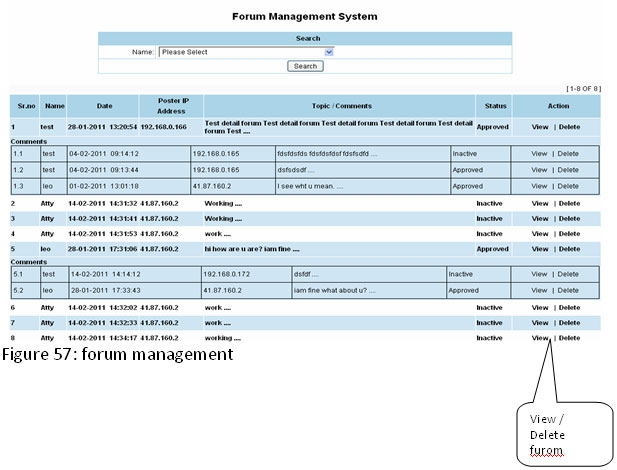 Forum Management System
Search
Name: Please Select
Search
[ 1-8 OF 8 ]
Sr.no Name Date Poster IP Address Topic / Comments Status Action
1 test 28-01-2011 13:20:54 192.168.0.166 Test detail forum Test detail forum Test detail forum Test detail forum Test detail forum Test .... Approved View | Delete
Comments
1.1 test 04-02-2011 09:14:12 192.168.0.165 fdsfdsfds fdsfdsfdsf fdsfsdfd .... Inactive View | Delete
1.2 test 04-02-2011 09:13:44 192.168.0.165 dsfsdsdf .... Approved View | Delete
1.3 leo 01-02-2011 13:01:18 41.87.160.2 I see wht u mean. .... Approved View | Delete
2 Atty 14-02-2011 14:31:32 41.87.160.2 Working .... Inactive View | Delete
3 Atty 14-02-2011 14:31:41 41.87.160.2 Working .... Inactive View | Delete
4 Atty 14-02-2011 14:31:53 41.87.160.2 work .... Inactive View | Delete
5 leo 28-01-2011 17:31:06 41.87.160.2 hi how are u are? iam fine .... Approved View | Delete
Comments
5.1 test 14-02-2011 14:14:12 192.168.0.172 dsfdf .... Inactive View | Delete
5.2 leo 28-01-2011 17:33:43 41.87.160.2 iam fine what about u? .... Approved View | Delete
6 Atty 14-02-2011 14:32:02 41.87.160.2 work .... Inactive View | Delete
7 Atty 14-02-2011 14:32:33 41.87.160.2 work .... Inactive View | Delete
8 Atty 14-02-2011 14:34:17 41.87.160.2 working .... Inactive View | Delete
Figure 57: forum management
View /
Delete
furom